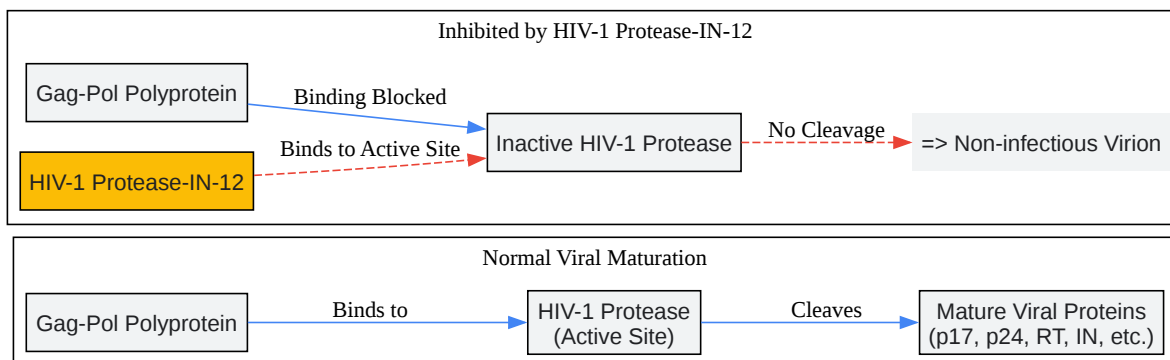 Inhibited by HIV-1 Protease-IN-12
Gag-Pol Polyprotein
Binding Blocked
HIV-1 Protease-IN-12
Binds to Active Site
Inactive HIV-1 Protease
No Cleavage
=> Non-infectious Virion
Normal Viral Maturation
Gag-Pol Polyprotein
Binds to
HIV-1 Protease
(Active Site)
Cleaves
Mature Viral Proteins
(p17, p24, RT, IN, etc.)